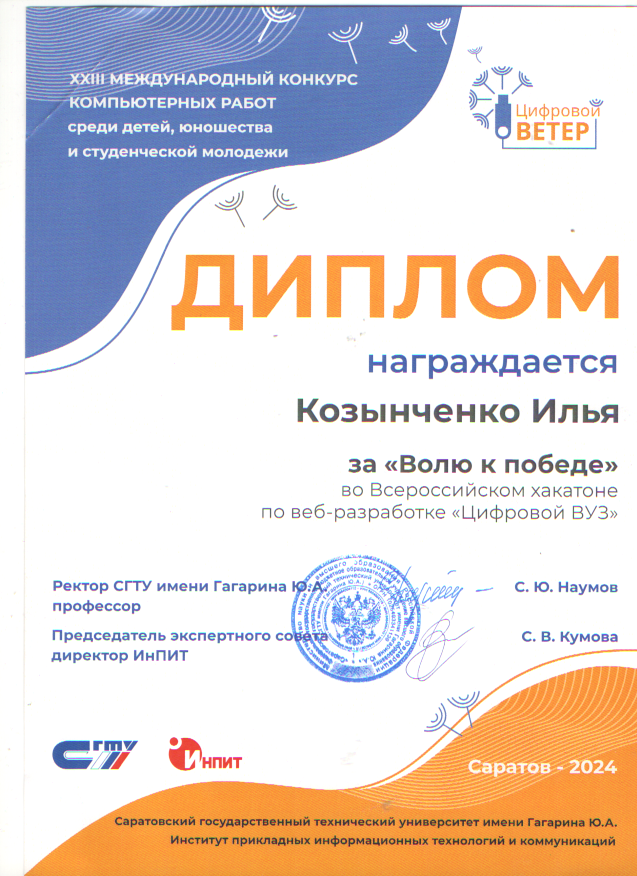 XXIII МЕЖДУНАРОДНЫЙ КОНКУРС
КОМПЬЮТЕРНЫХ РАБОТ
среди детей, юношества
и студенческой молодежи
Цифровой
ВЕТЕР
ДИПЛОМ
награждается
Козынченко Илья
за «Волю к победе»
во Всероссийском хакатоне
по веб-разработке «Цифровой ВУЗ»
Ректор СГТУ имени Гагарина Ю.А.
профессор
С. Ю. Наумов
Председатель экспертного совета
директор ИнПИТ
С. В. Кумова
СГТУ
Инпит
Саратов - 2024
Саратовский государственный технический университет имени Гагарина Ю.А.
Институт прикладных информационных технологий и коммуникаций